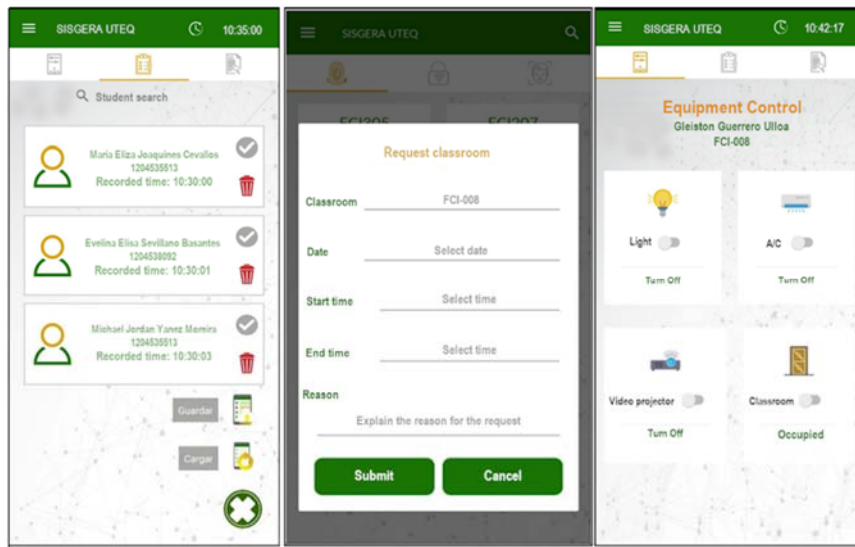 SISGERA UTEQ
10:35:00
Student search
María Eliza Joaquines Cevallos
1204535513
Recorded time: 10:30:00
Evelina Elisa Sevillano Basantes
1204538092
Recorded time: 10:30:01
Michael Jordan Yanez Moreira
1204535513
Recorded time: 10:30:03
Guardar
Cargar
SISGERA UTEQ
Request classroom
Classroom
FCI-008
Date
Select date
Start time
Select time
End time
Select time
Reason
Explain the reason for the request
Submit
Cancel
SISGERA UTEQ
10:42:17
Equipment Control
Gleiston Guerrero Ulloa
FCI-008
Light
Turn Off
A/C
Turn Off
Video projector
Turn Off
Classroom
Occupied